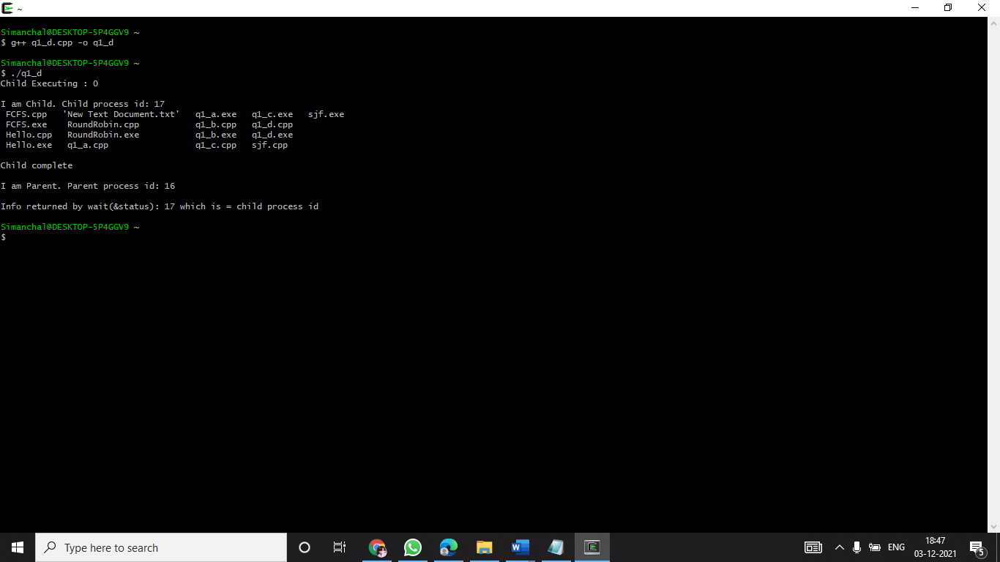 ~
Simanchal@DESKTOP-5P4GGV9 ~
$ g++ q1_d.cpp -o q1_d
Simanchal@DESKTOP-5P4GGV9 ~
$ ./q1_d
Child Executing : 0
I am Child. Child process id: 17
FCFS.cpp 'New Text Document.txt' q1_a.exe q1_c.exe sjf.exe
FCFS.exe RoundRobin.cpp q1_b.cpp q1_d.cpp
Hello.cpp RoundRobin.exe q1_b.exe q1_d.exe
Hello.exe q1_a.cpp q1_c.cpp sjf.cpp
Child complete
I am Parent. Parent process id: 16
Info returned by wait(&status): 17 which is = child process id
Simanchal@DESKTOP-5P4GGV9 ~
$
Type here to search
ENG
18:47
03-12-2021
5